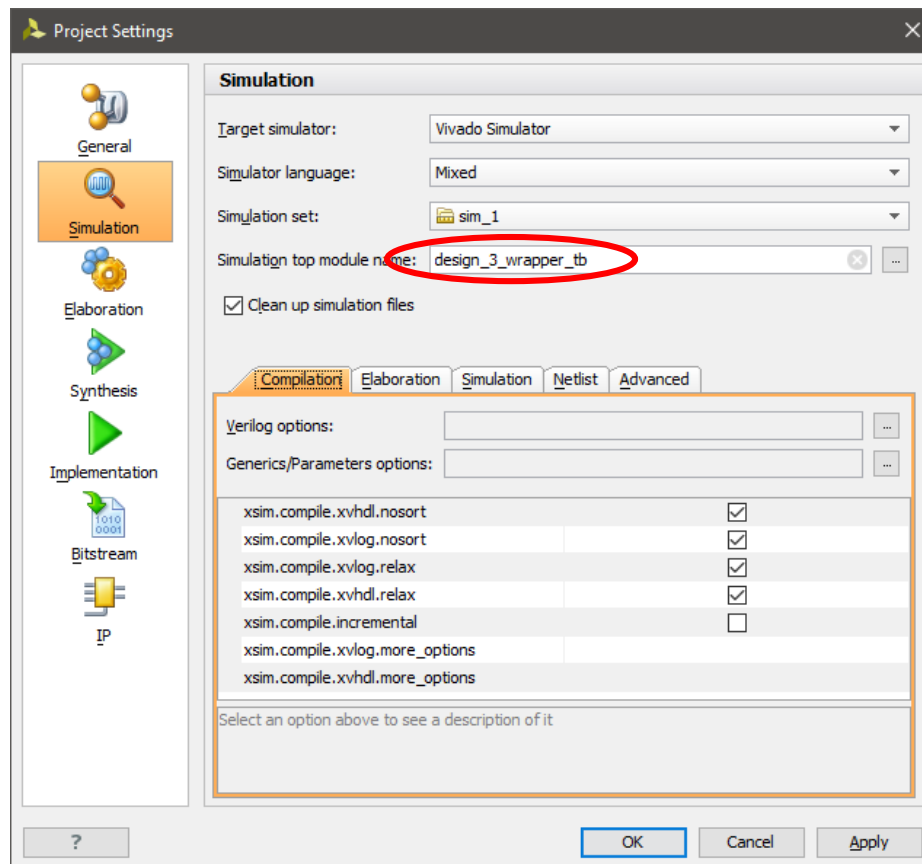 Project Settings
General
Simulation
Elaboration
Synthesis
Implementation
1010
0001
Bitstream
IP
Simulation
Target simulator: Vivado Simulator
Simulator language: Mixed
Simulation set: sim_1
Simulation top module name: design_3_wrapper_tb ...
Clean up simulation files
Compilation Elaboration Simulation Netlist Advanced
Verilog options: ...
Generics/Parameters options: ...
xsim.compile.xvhdl.nosort
xsim.compile.xvlog.nosort
xsim.compile.xvlog.relax
xsim.compile.xvhdl.relax
xsim.compile.incremental
xsim.compile.xvlog.more_options
xsim.compile.xvhdl.more_options
Select an option above to see a description of it
? OK Cancel Apply